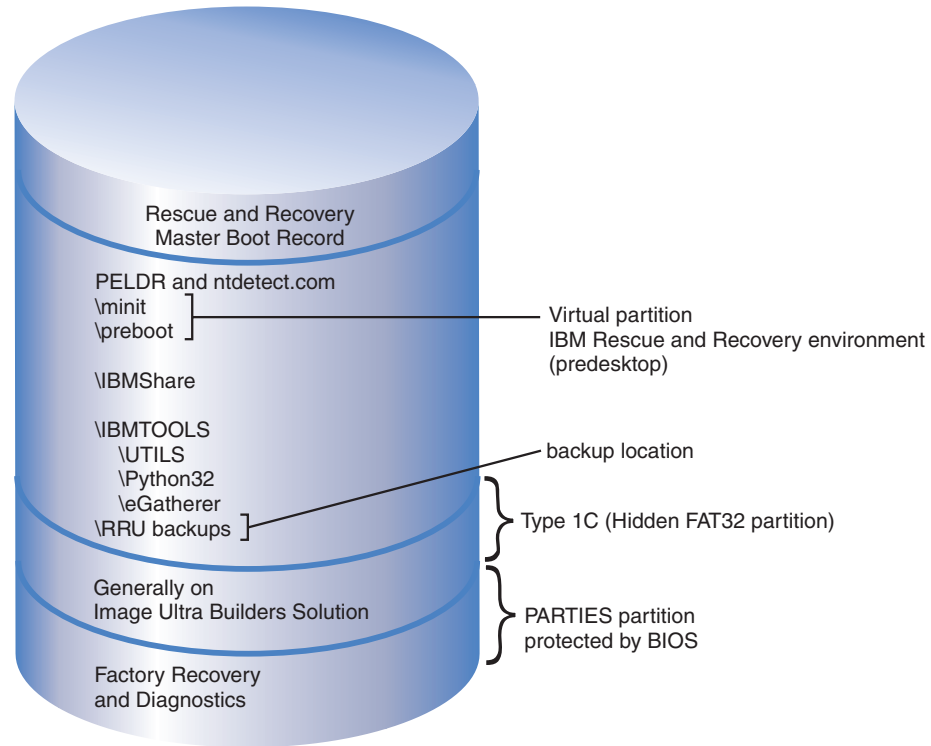 Rescue and Recovery
Master Boot Record
PELDR and ntdetect.com
\minit
\preboot
Virtual partition
IBM Rescue and Recovery environment
(predesktop)
\IBMShare
\IBMTOOLS
\UTILS
\Python32
\eGatherer
\RRU backups
backup location
Type 1C (Hidden FAT32 partition)
Generally on
Image Ultra Builders Solution
PARTIES partition
protected by BIOS
Factory Recovery
and Diagnostics